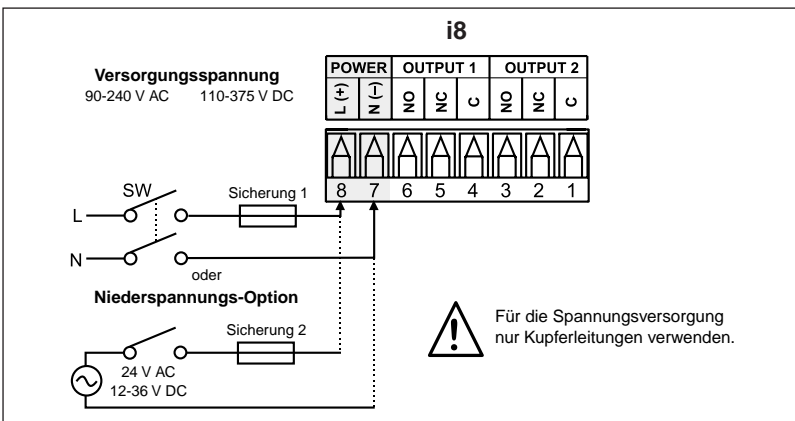 i8
Versorgungsspannung
90-240 V AC 110-375 V DC
POWER OUTPUT 1 OUTPUT 2
L (+) N (−) NO NC C NO NC C
8 7 6 5 4 3 2 1
SW
Sicherung 1
L
N
oder
Niederspannungs-Option
Sicherung 2
24 V AC
12-36 V DC
Für die Spannungsversorgung
nur Kupferleitungen verwenden.